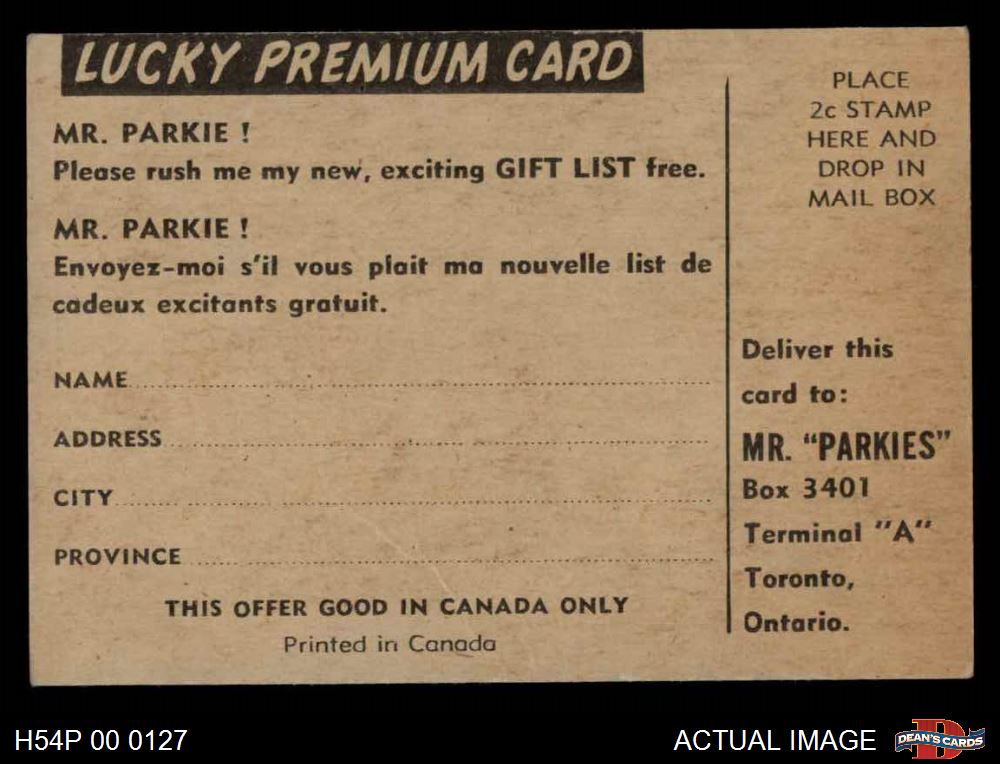 LUCKY PREMIUM CARD
MR. PARKIE !
Please rush me my new, exciting GIFT LIST free.
MR. PARKIE !
Envoyez-moi s'il vous plait ma nouvelle list de
cadeux excitants gratuit.
NAME
ADDRESS
CITY
PROVINCE
THIS OFFER GOOD IN CANADA ONLY
Printed in Canada
PLACE
2c STAMP
HERE AND
DROP IN
MAIL BOX
Deliver this
card to:
MR. "PARKIES"
Box 3401
Terminal "A"
Toronto,
Ontario.
H54P 00 0127
ACTUAL IMAGE
DEAN'S CARDS